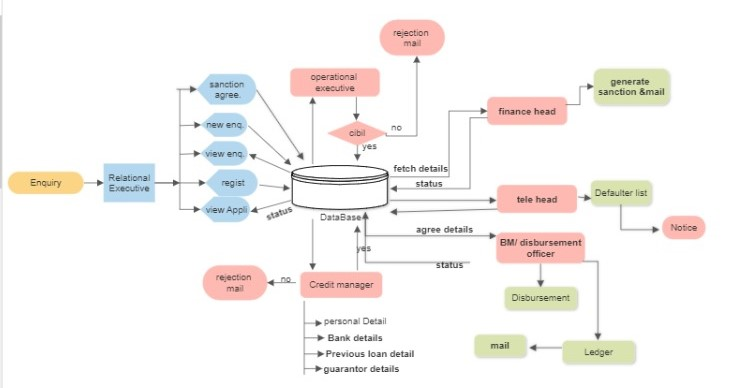 rejection
mail
operational
executive
sanction
agree.
generate
sanction &mail
new enq.
cibil
no
yes
finance head
view enq.
fetch details
status
Enquiry
Relational
Executive
regist
view Appli
status
DataBase
tele head
Defaulter list
agree details
Notice
BM/ disbursement
officer
yes
status
rejection
mail
no
Credit manager
Disbursement
personal Detail
Bank details
Previous loan detail
guarantor details
mail
Ledger